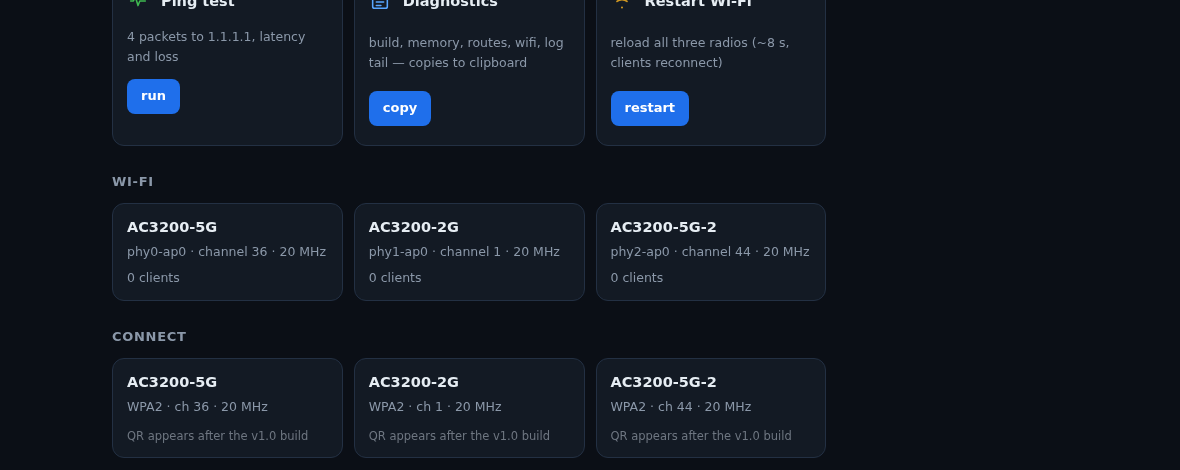 Ping test
4 packets to 1.1.1.1, latency
and loss
run
Diagnostics
build, memory, routes, wifi, log
tail — copies to clipboard
copy
Restart Wi-Fi
reload all three radios (~8 s,
clients reconnect)
restart
WI-FI
AC3200-5G
phy0-ap0 · channel 36 · 20 MHz
0 clients
AC3200-2G
phy1-ap0 · channel 1 · 20 MHz
0 clients
AC3200-5G-2
phy2-ap0 · channel 44 · 20 MHz
0 clients
CONNECT
AC3200-5G
WPA2 · ch 36 · 20 MHz
QR appears after the v1.0 build
AC3200-2G
WPA2 · ch 1 · 20 MHz
QR appears after the v1.0 build
AC3200-5G-2
WPA2 · ch 44 · 20 MHz
QR appears after the v1.0 build